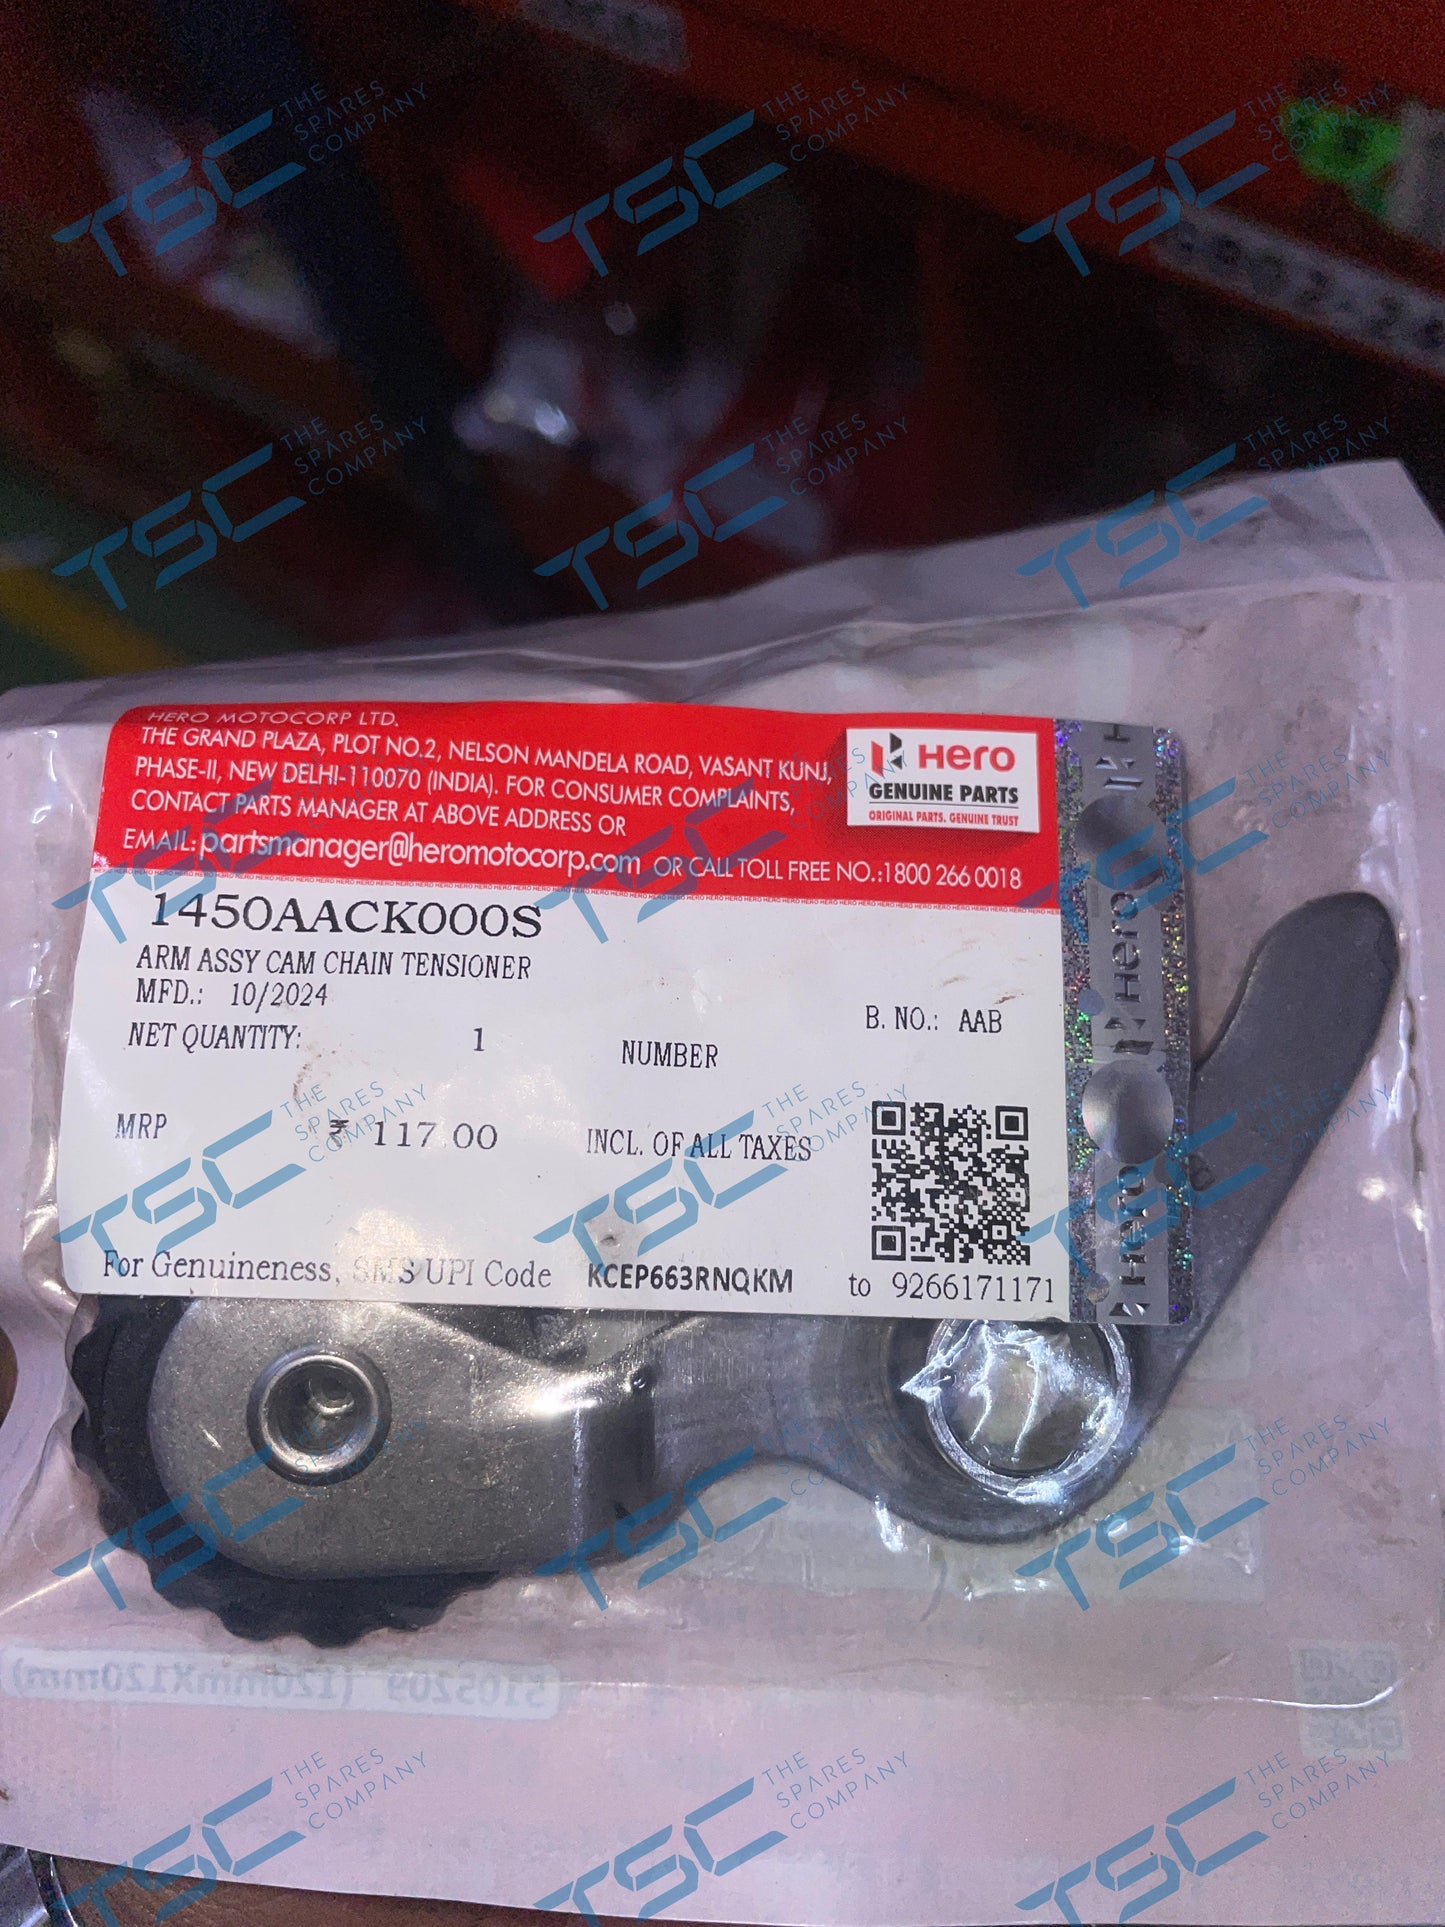 HERO MOTOCORP LTD.
THE GRAND PLAZA, PLOT NO.2, NELSON MANDELA ROAD, VASANT KUNJ,
PHASE-II, NEW DELHI-110070 (INDIA). FOR CONSUMER COMPLAINTS,
CONTACT PARTS MANAGER AT ABOVE ADDRESS OR
EMAIL: partsmanager@heromotocorp.com OR CALL TOLL FREE NO.:1800 266 0018
Hero
GENUINE PARTS
ORIGINAL PARTS. GENUINE TRUST
1450AACK000S
ARM ASSY CAM CHAIN TENSIONER
MFD.: 10/2024
NET QUANTITY: 1 NUMBER
B. NO.: AAB
MRP ₹ 117.00 INCL. OF ALL TAXES
For Genuineness, SMS UPI Code KCEP663RNQKM to 9266171171
Hero
Hero
5105209 (120mmX120mm)
TSC THE SPARES COMPANY